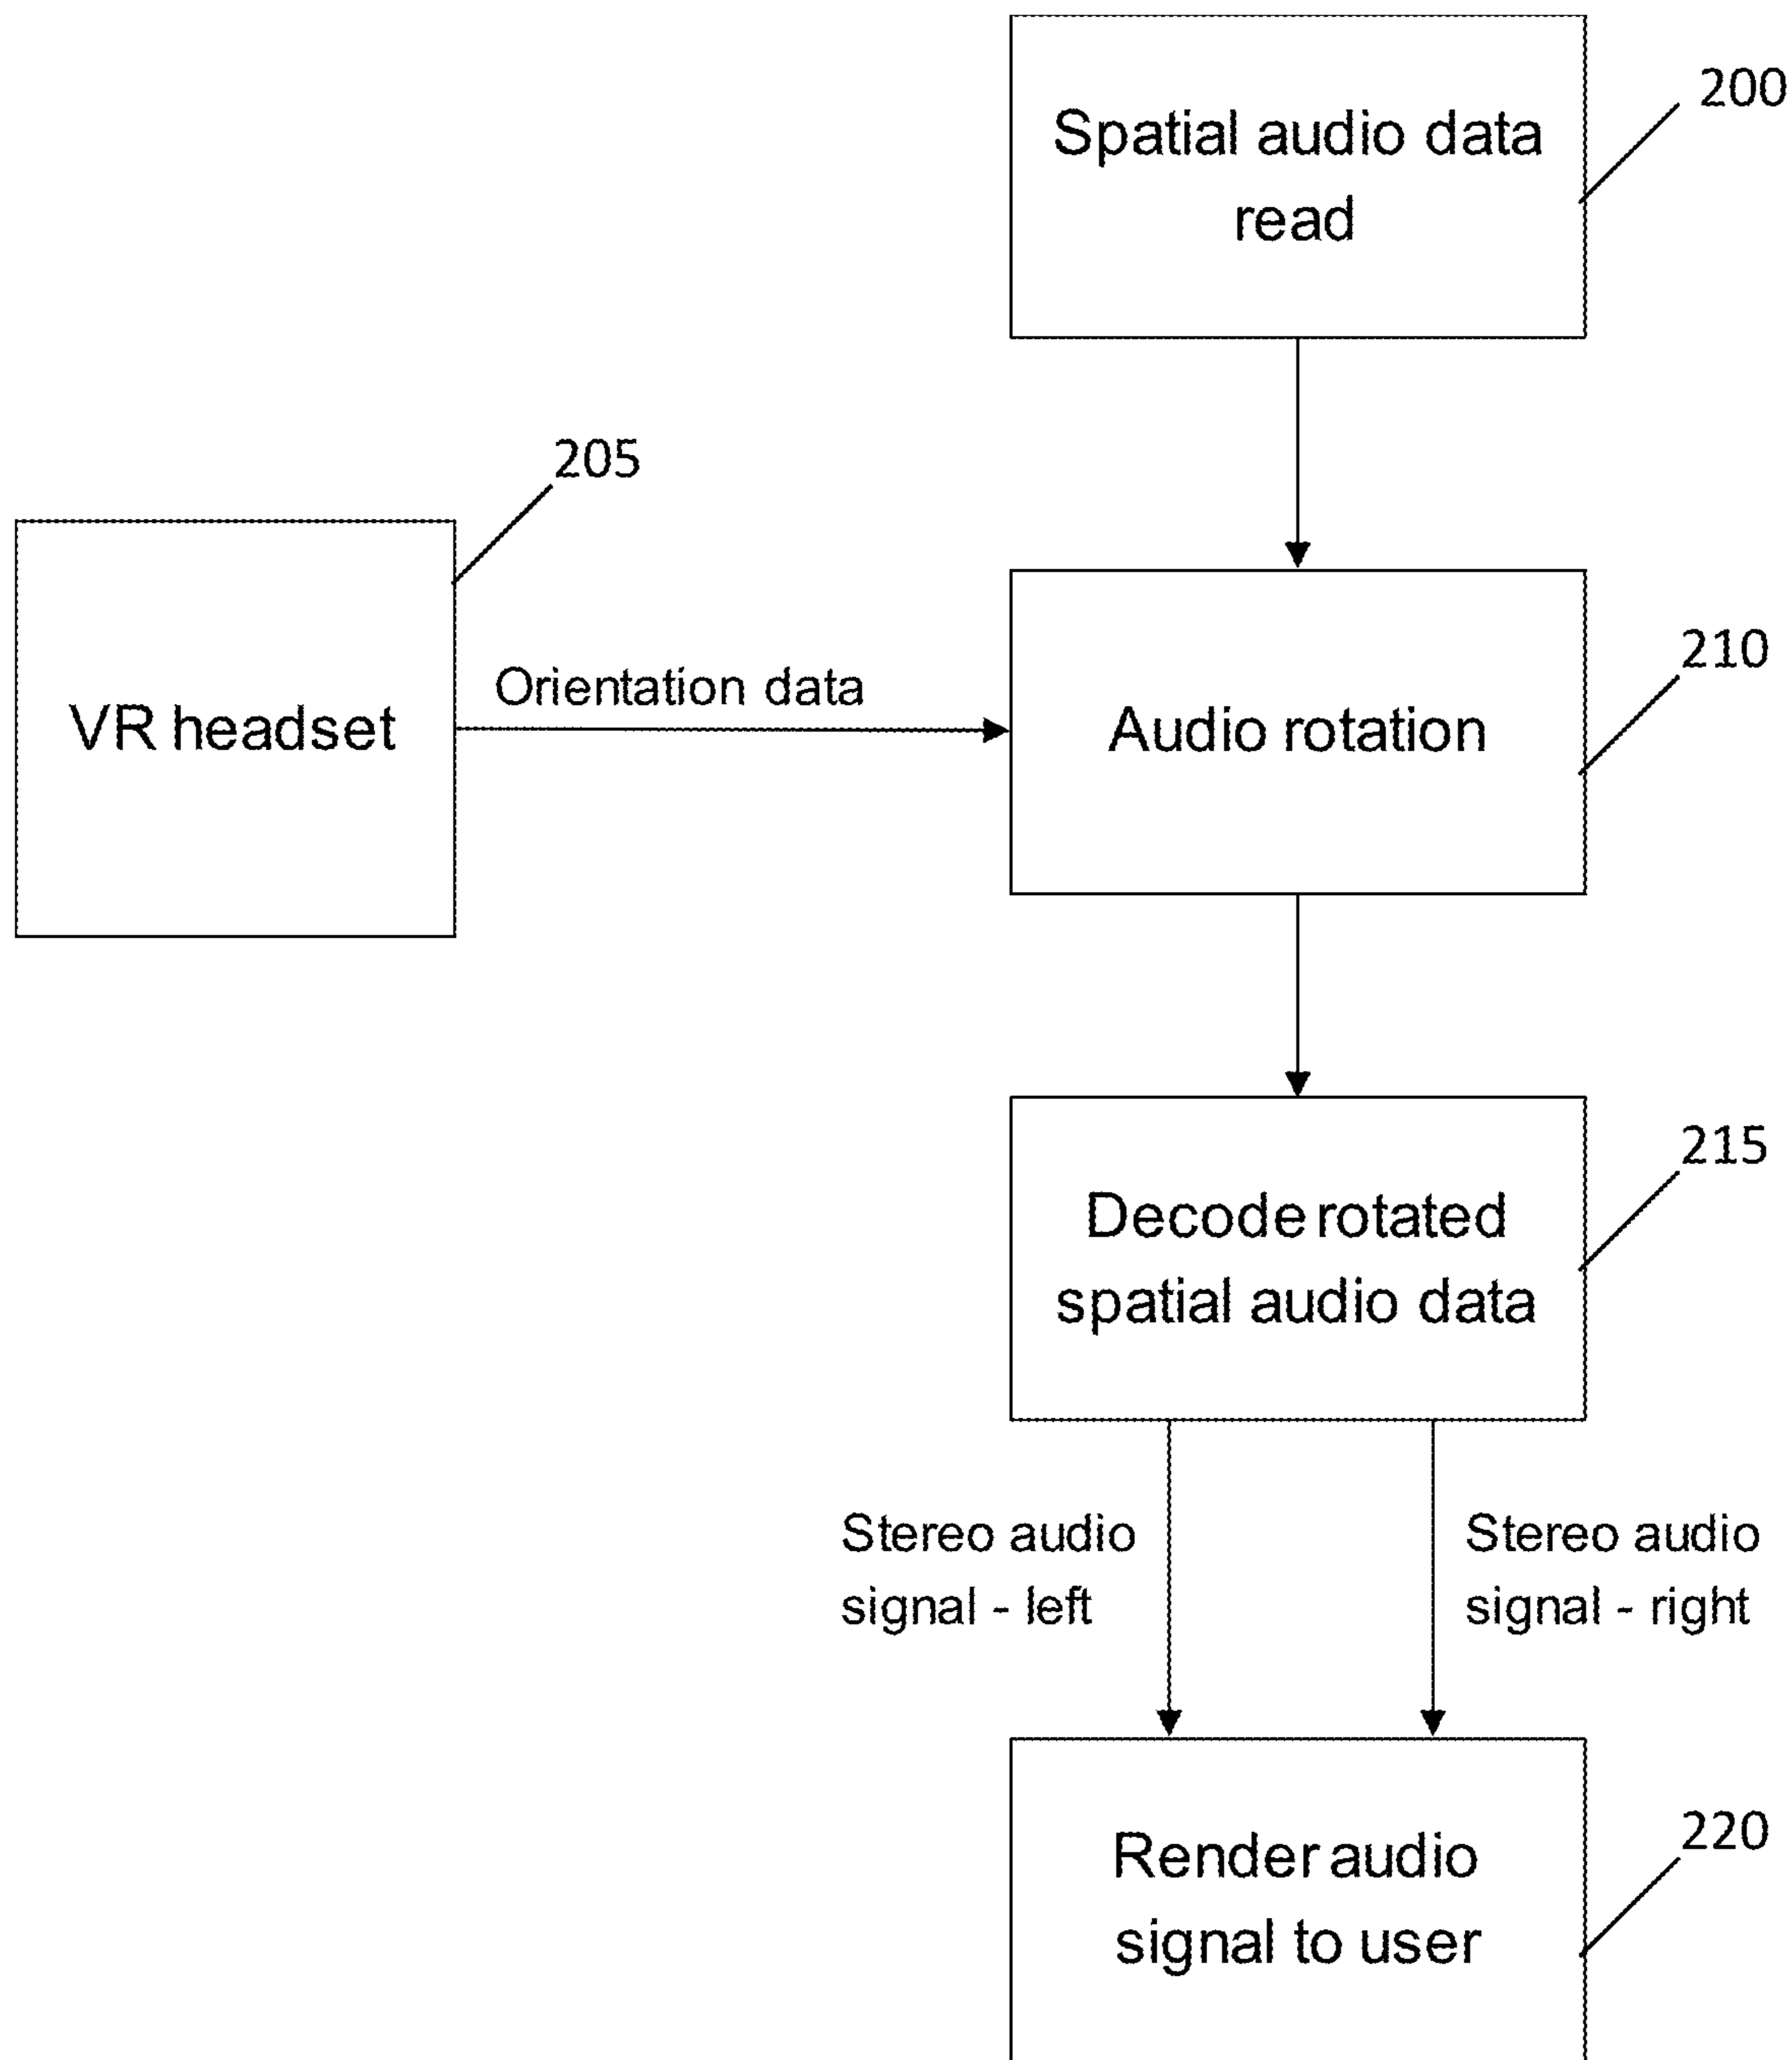 Spatial audio data
read
200
205
VR headset
Orientation data
Audio rotation
210
Decode rotated
spatial audio data
215
Stereo audio
signal - left
Stereo audio
signal - right
Render audio
signal to user
220